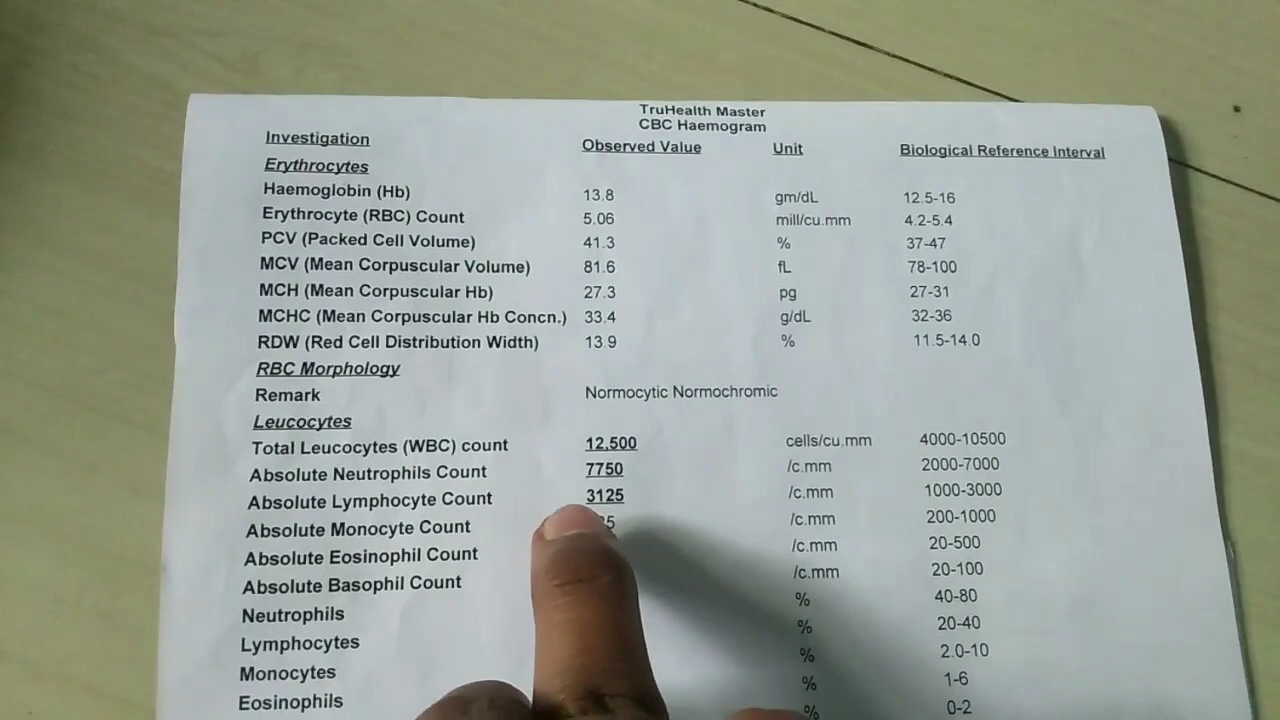 TruHealth Master
CBC Haemogram
Investigation Observed Value Unit Biological Reference Interval
Erythrocytes
Haemoglobin (Hb) 13.8 gm/dL 12.5-16
Erythrocyte (RBC) Count 5.06 mill/cu.mm 4.2-5.4
PCV (Packed Cell Volume) 41.3 % 37-47
MCV (Mean Corpuscular Volume) 81.6 fL 78-100
MCH (Mean Corpuscular Hb) 27.3 pg 27-31
MCHC (Mean Corpuscular Hb Concn.) 33.4 g/dL 32-36
RDW (Red Cell Distribution Width) 13.9 % 11.5-14.0
RBC Morphology
Remark Normocytic Normochromic
Leucocytes
Total Leucocytes (WBC) count 12,500 cells/cu.mm 4000-10500
Absolute Neutrophils Count 7750 /c.mm 2000-7000
Absolute Lymphocyte Count 3125 /c.mm 1000-3000
Absolute Monocyte Count /c.mm 200-1000
Absolute Eosinophil Count /c.mm 20-500
Absolute Basophil Count /c.mm 20-100
Neutrophils % 40-80
Lymphocytes % 20-40
Monocytes % 2.0-10
Eosinophils % 1-6
% 0-2